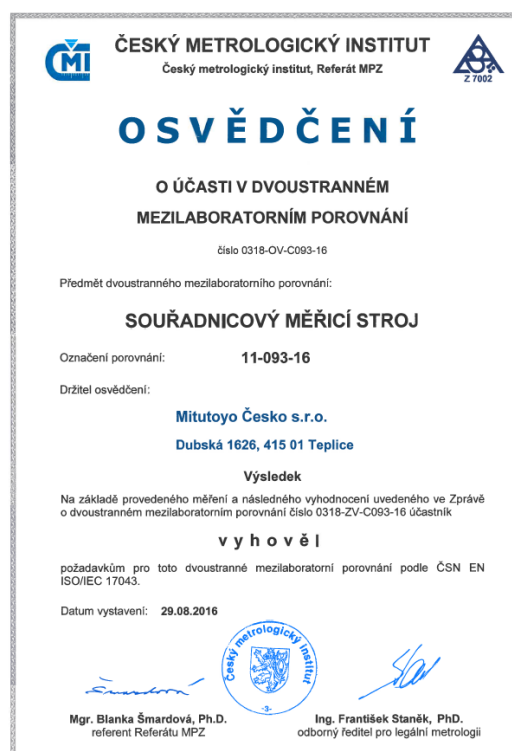 ČMI
ČESKÝ METROLOGICKÝ INSTITUT
Český metrologický institut, Referát MPZ
Z 7002
OSVĚDČENÍ
O ÚČASTI V DVOUSTRANNÉM
MEZILABORATORNÍM POROVNÁNÍ
číslo 0318-OV-C093-16
Předmět dvoustranného mezilaboratorního porovnání:
SOUŘADNICOVÝ MĚŘICÍ STROJ
Označení porovnání: 11-093-16
Držitel osvědčení:
Mitutoyo Česko s.r.o.
Dubská 1626, 415 01 Teplice
Výsledek
Na základě provedeného měření a následného vyhodnocení uvedeného ve Zprávě
o dvoustranném mezilaboratorním porovnání číslo 0318-ZV-C093-16 účastník
vyhověl
požadavkům pro toto dvoustranné mezilaboratorní porovnání podle ČSN EN
ISO/IEC 17043.
Datum vystavení: 29.08.2016
Český metrologický institut
-3-
Šmardová
Mgr. Blanka Šmardová, Ph.D.
referent Referátu MPZ
Ing. František Staněk, PhD.
odborný ředitel pro legální metrologii